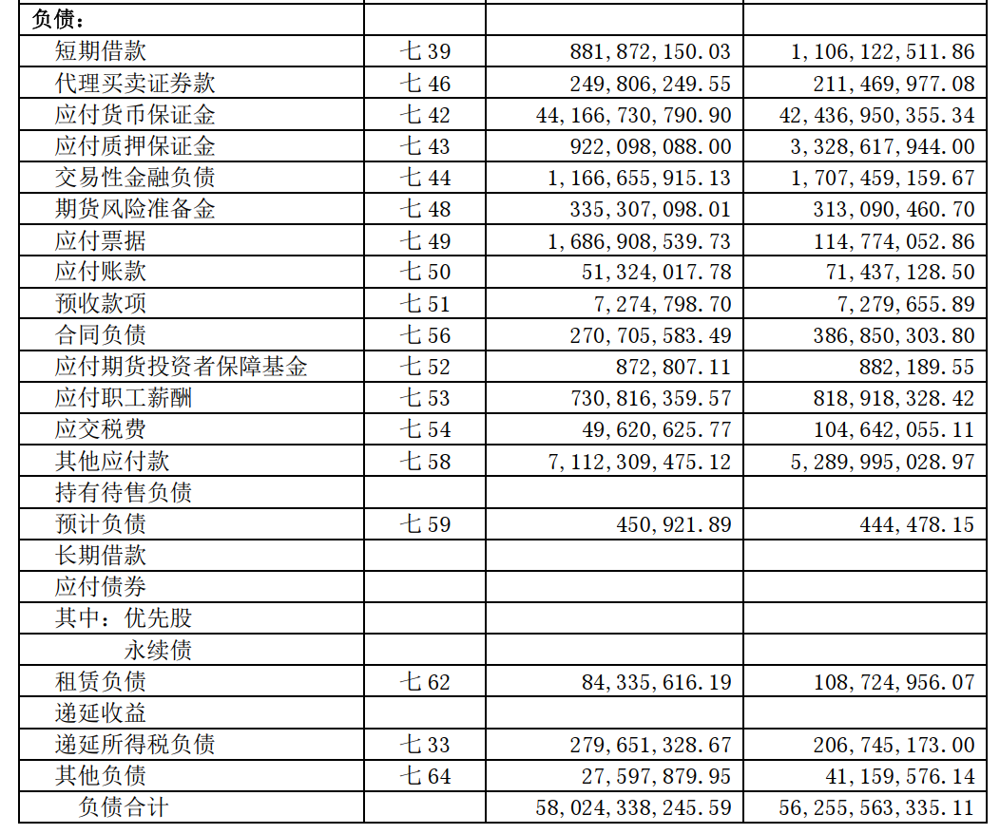 负债：
短期借款 七 39 881,872,150.03 1,106,122,511.86
代理买卖证券款 七 46 249,806,249.55 211,469,977.08
应付货币保证金 七 42 44,166,730,790.90 42,436,950,355.34
应付质押保证金 七 43 922,098,088.00 3,328,617,944.00
交易性金融负债 七 44 1,166,655,915.13 1,707,459,159.67
期货风险准备金 七 48 335,307,098.01 313,090,460.70
应付票据 七 49 1,686,908,539.73 114,774,052.86
应付账款 七 50 51,324,017.78 71,437,128.50
预收款项 七 51 7,274,798.70 7,279,655.89
合同负债 七 56 270,705,583.49 386,850,303.80
应付期货投资者保障基金 七 52 872,807.11 882,189.55
应付职工薪酬 七 53 730,816,359.57 818,918,328.42
应交税费 七 54 49,620,625.77 104,642,055.11
其他应付款 七 58 7,112,309,475.12 5,289,995,028.97
持有待售负债
预计负债 七 59 450,921.89 444,478.15
长期借款
应付债券
其中：优先股
永续债
租赁负债 七 62 84,335,616.19 108,724,956.07
递延收益
递延所得税负债 七 33 279,651,328.67 206,745,173.00
其他负债 七 64 27,597,879.95 41,159,576.14
负债合计 58,024,338,245.59 56,255,563,335.11